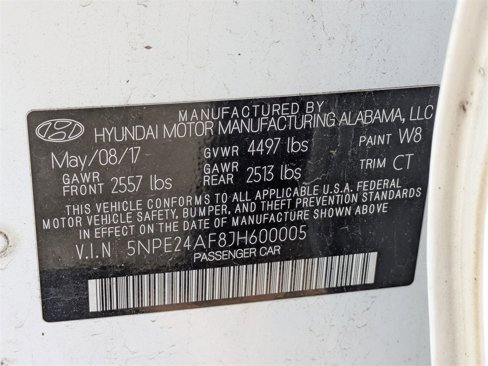 MANUFACTURED BY
HYUNDAI MOTOR MANUFACTURING ALABAMA, LLC
May/08/17 GVWR 4497 lbs PAINT W8
GAWR FRONT 2557 lbs GAWR REAR 2513 lbs TRIM CT
THIS VEHICLE CONFORMS TO ALL APPLICABLE U.S.A. FEDERAL
MOTOR VEHICLE SAFETY, BUMPER, AND THEFT PREVENTION STANDARDS
IN EFFECT ON THE DATE OF MANUFACTURE SHOWN ABOVE.
V.I.N 5NPE24AF8JH600005
PASSENGER CAR